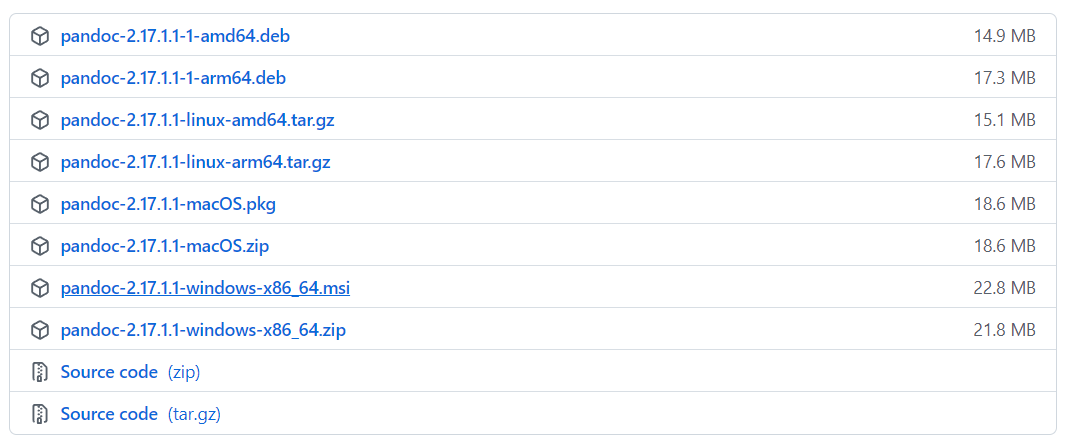 pandoc-2.17.1.1-1-amd64.deb 14.9 MB
pandoc-2.17.1.1-1-arm64.deb 17.3 MB
pandoc-2.17.1.1-linux-amd64.tar.gz 15.1 MB
pandoc-2.17.1.1-linux-arm64.tar.gz 17.6 MB
pandoc-2.17.1.1-macOS.pkg 18.6 MB
pandoc-2.17.1.1-macOS.zip 18.6 MB
pandoc-2.17.1.1-windows-x86_64.msi 22.8 MB
pandoc-2.17.1.1-windows-x86_64.zip 21.8 MB
Source code (zip)
Source code (tar.gz)